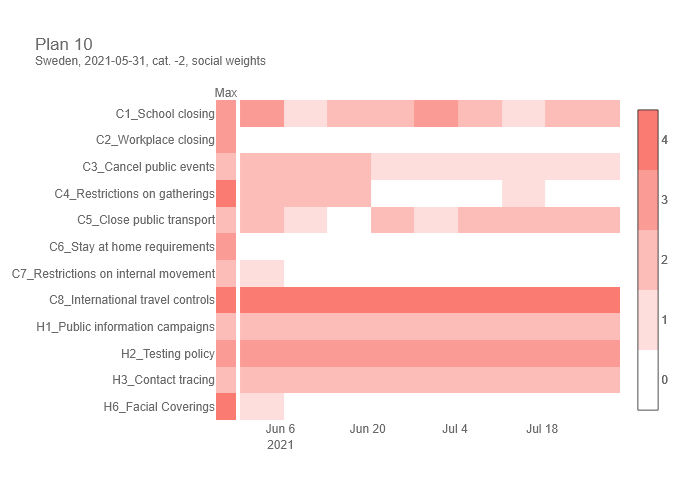 Plan 10
Sweden, 2021-05-31, cat. -2, social weights
Max
C1_School closing
C2_Workplace closing
C3_Cancel public events
C4_Restrictions on gatherings
C5_Close public transport
C6_Stay at home requirements
C7_Restrictions on internal movement
C8_International travel controls
H1_Public information campaigns
H2_Testing policy
H3_Contact tracing
H6_Facial Coverings
Jun 6 Jun 20 Jul 4 Jul 18
2021
4
3
2
1
0